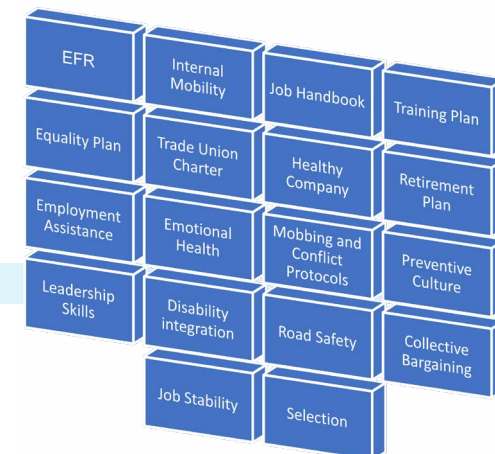 EFR
Internal
Mobility
Job Handbook
Training Plan
Equality Plan
Trade Union
Charter
Healthy
Company
Retirement
Plan
Employment
Assistance
Emotional
Health
Mobbing and
Conflict
Protocols
Preventive
Culture
Leadership
Skills
Disability
integration
Road Safety
Collective
Bargaining
Job Stability
Selection